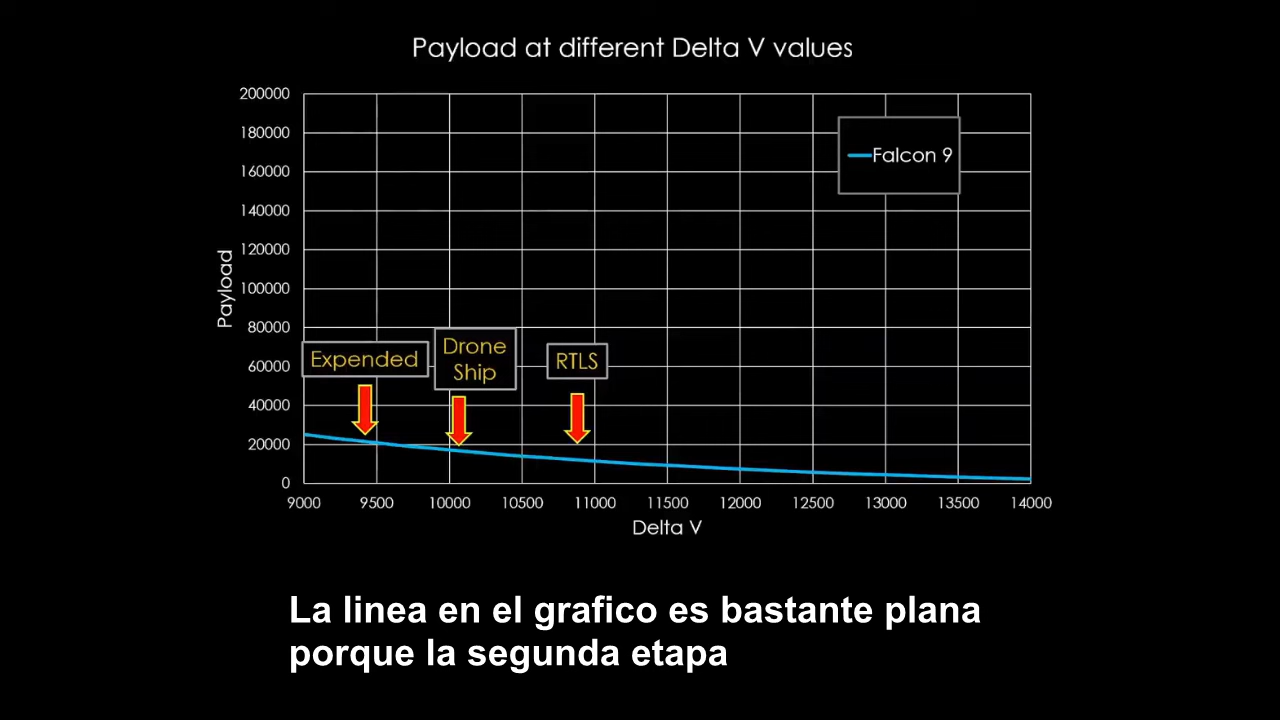 Payload at different Delta V values
200000
180000
160000
140000
120000
100000
80000
60000
40000
20000
0
Payload
Falcon 9
Expended
Drone
Ship
RTLS
9000 9500 10000 10500 11000 11500 12000 12500 13000 13500 14000
Delta V
La linea en el grafico es bastante plana
porque la segunda etapa